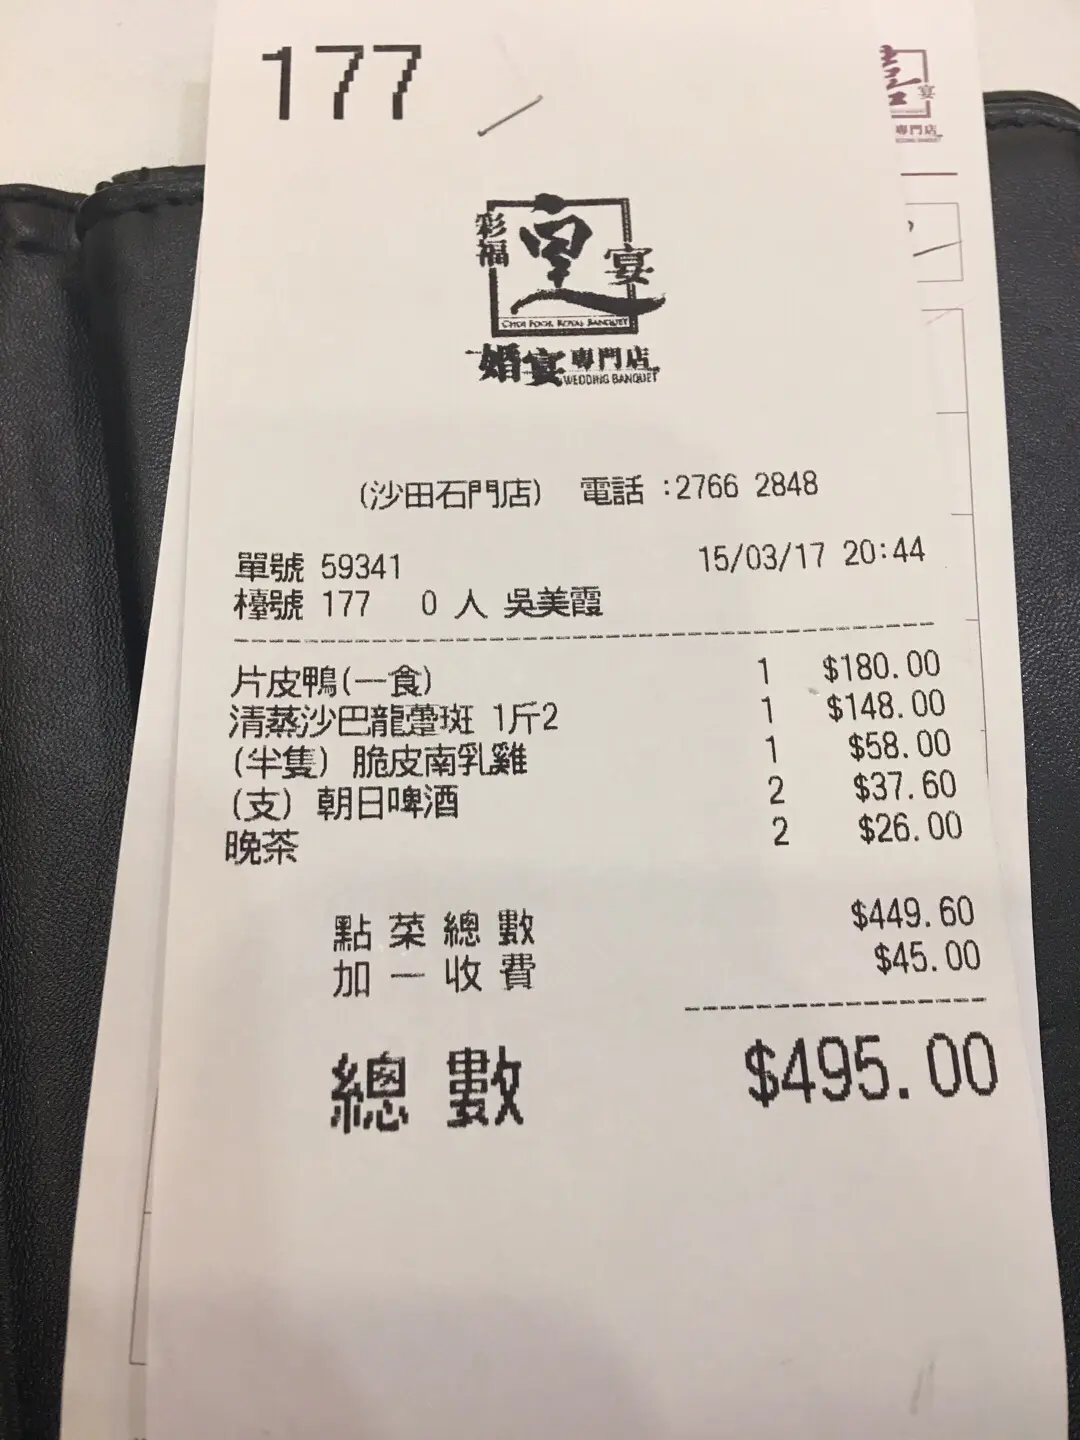 177
彩福
皇
宴
CHOI FOOK ROYAL BANQUET
婚宴專門店
WEDDING BANQUET
宴
專門店
(沙田石門店) 電話 :2766 2848
單號 59341 15/03/17 20:44
檯號 177 0 人 吳美霞
片皮鴨(一食) 1 $180.00
清蒸沙巴龍躉斑 1斤2 1 $148.00
(半隻) 脆皮南乳雞 1 $58.00
(支) 朝日啤酒 2 $37.60
晚茶 2 $26.00
點菜總數 $449.60
加一收費 $45.00
總數 $495.00